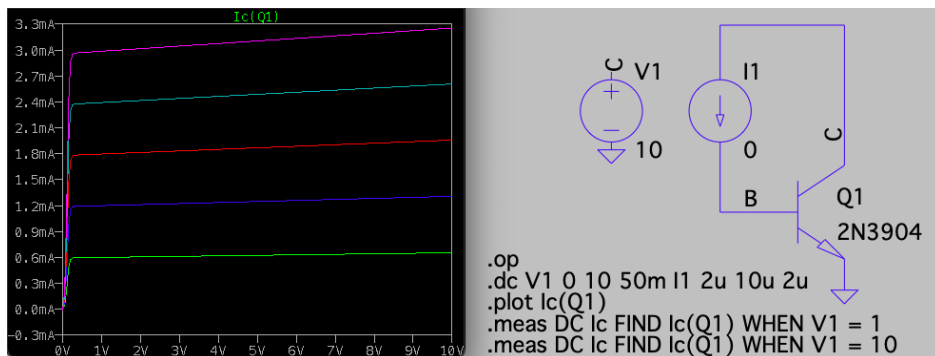 Ic(Q1)
3.3mA
3.0mA
2.7mA
2.4mA
2.1mA
1.8mA
1.5mA
1.2mA
0.9mA
0.6mA
0.3mA
0.0mA
-0.3mA
0V 1V 2V 3V 4V 5V 6V 7V 8V 9V 10V
C
V1
10
I1
0
B
C
Q1
2N3904
.op
.dc V1 0 10 50m I1 2u 10u 2u
.plot Ic(Q1)
.meas DC Ic FIND Ic(Q1) WHEN V1 = 1
.meas DC Ic FIND Ic(Q1) WHEN V1 = 10